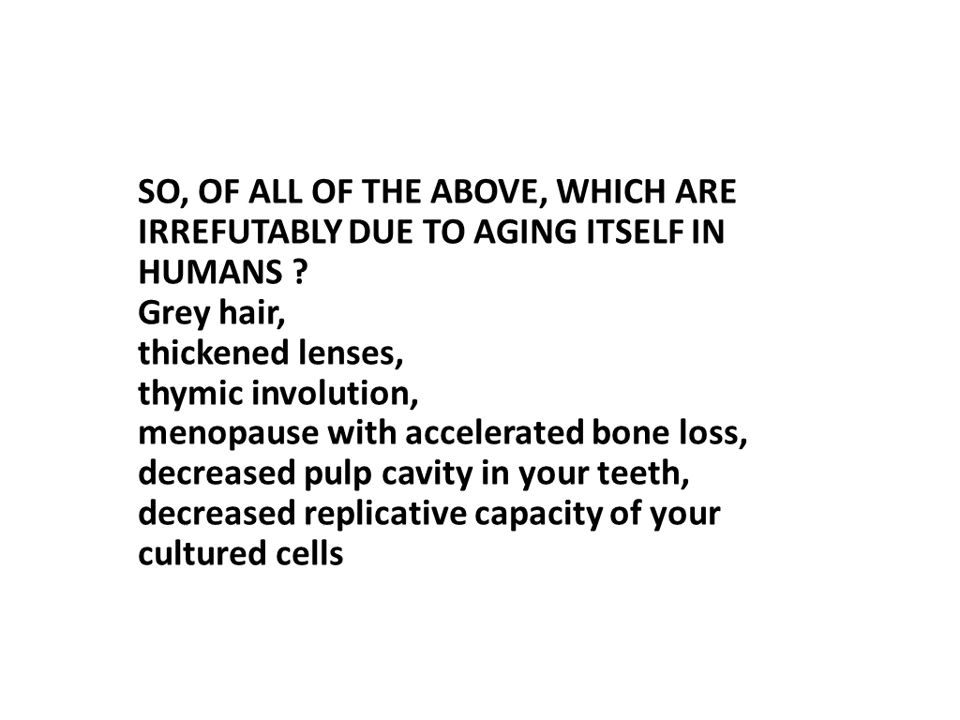 SO, OF ALL OF THE ABOVE, WHICH ARE
IRREFUTABLY DUE TO AGING ITSELF IN
HUMANS ?
Grey hair,
thickened lenses,
thymic involution,
menopause with accelerated bone loss,
decreased pulp cavity in your teeth,
decreased replicative capacity of your
cultured cells